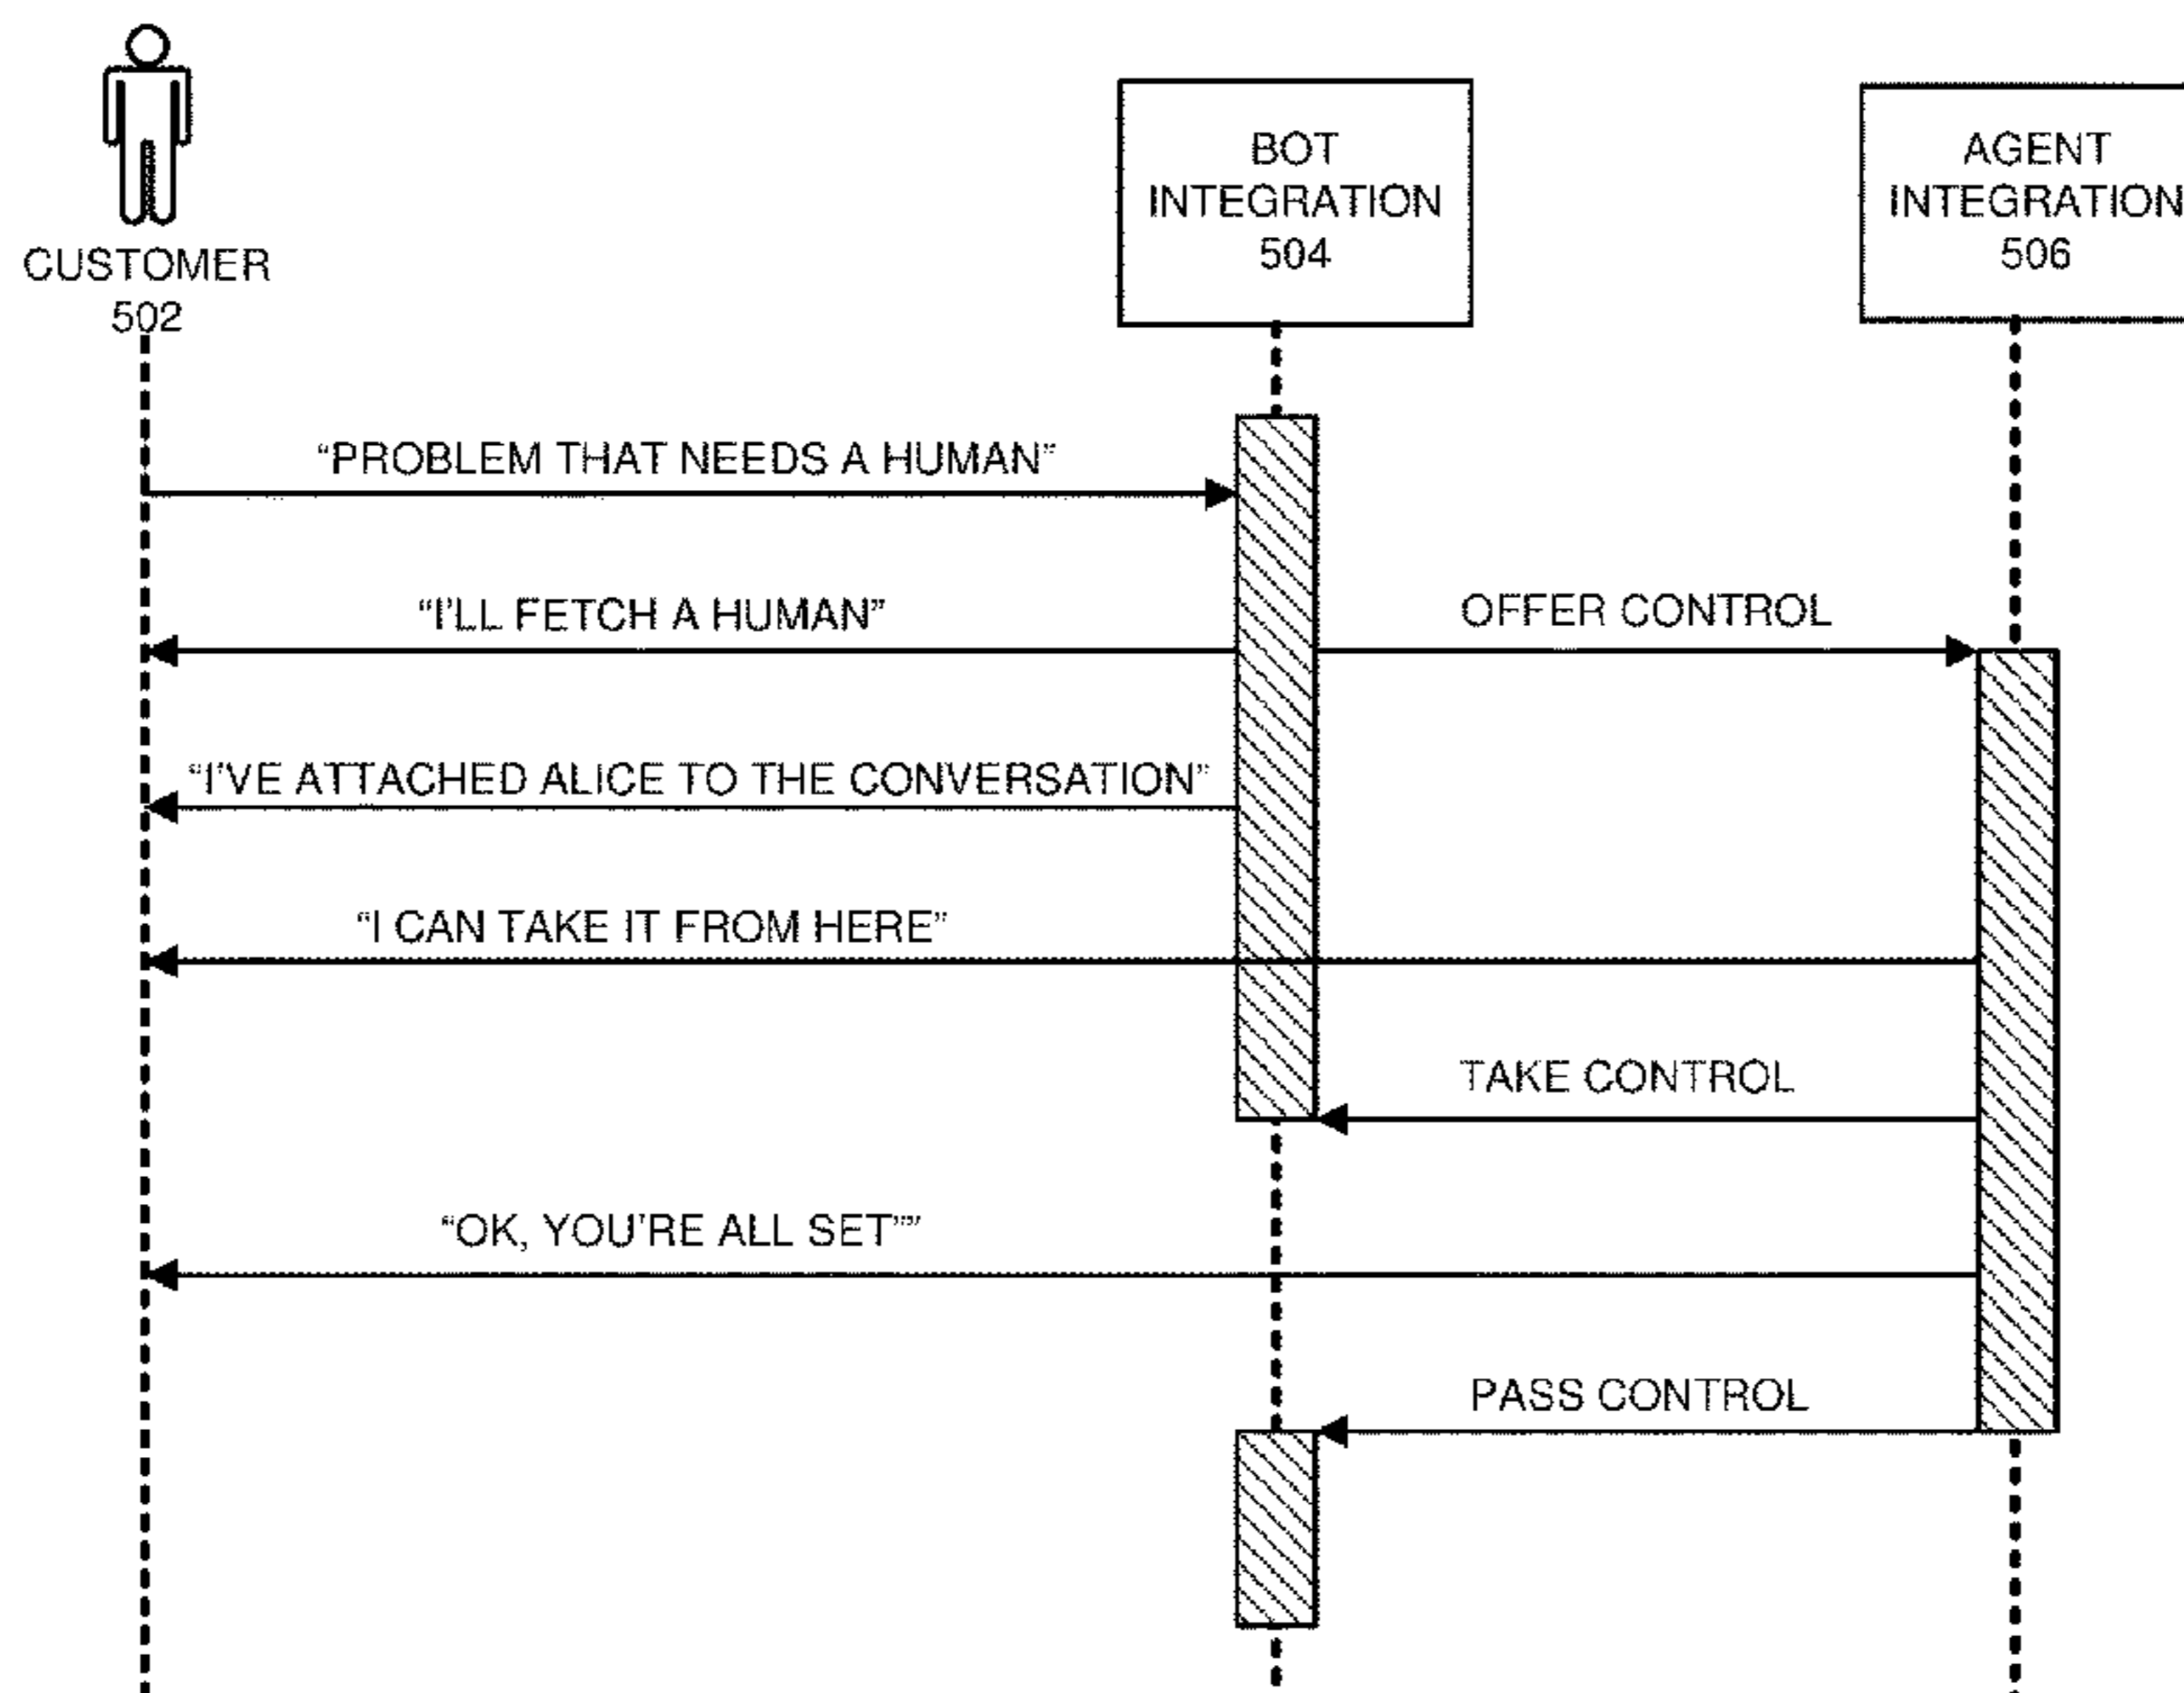 CUSTOMER
502
BOT
INTEGRATION
504
AGENT
INTEGRATION
506
“PROBLEM THAT NEEDS A HUMAN”
“I’LL FETCH A HUMAN”
OFFER CONTROL
“I’VE ATTACHED ALICE TO THE CONVERSATION”
“I CAN TAKE IT FROM HERE”
TAKE CONTROL
“OK, YOU’RE ALL SET””
PASS CONTROL